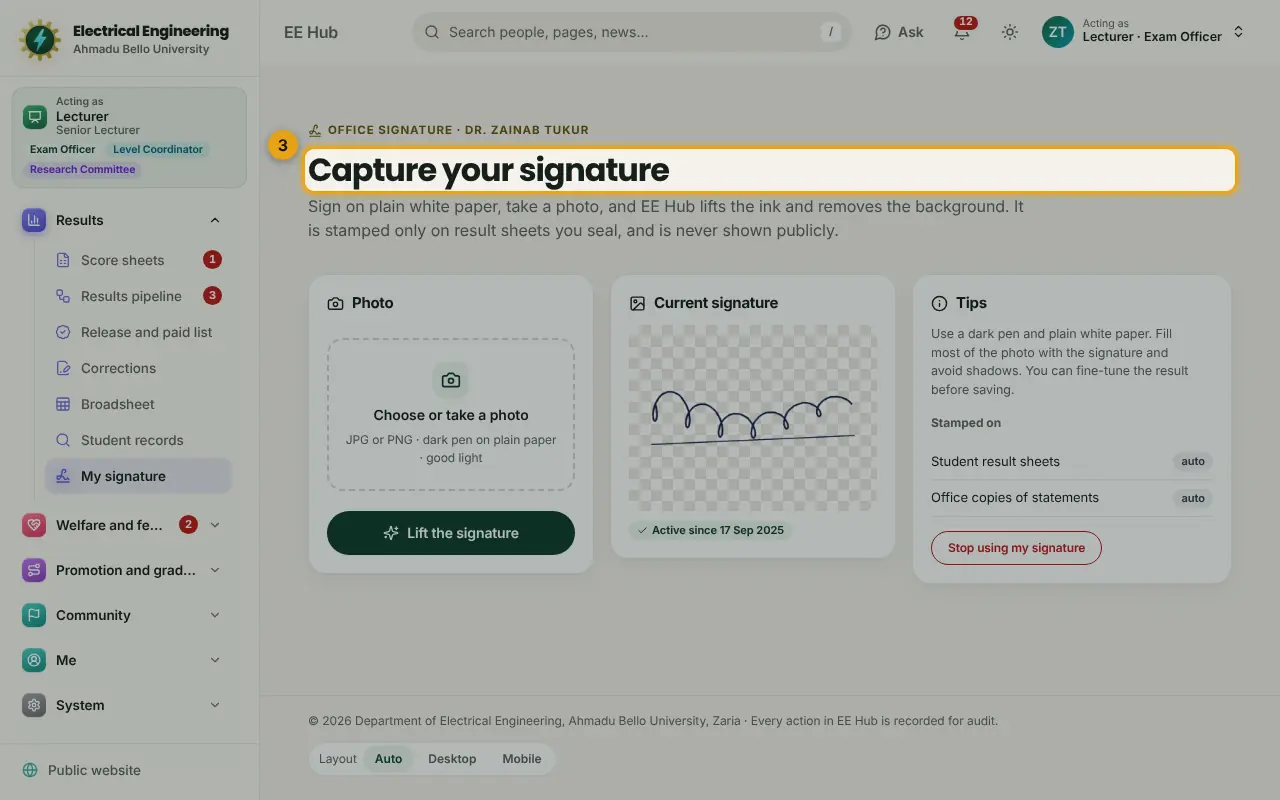 Electrical Engineering
Ahmadu Bello University
EE Hub
Search people, pages, news...
/
Ask
12
ZT
Acting as
Lecturer · Exam Officer
Acting as
Lecturer
Senior Lecturer
Exam Officer
Level Coordinator
Research Committee
Results
Score sheets
1
Results pipeline
3
Release and paid list
Corrections
Broadsheet
Student records
My signature
Welfare and fe...
2
Promotion and grad...
Community
Me
System
Public website
3
OFFICE SIGNATURE · DR. ZAINAB TUKUR
Capture your signature
Sign on plain white paper, take a photo, and EE Hub lifts the ink and removes the background. It
is stamped only on result sheets you seal, and is never shown publicly.
Photo
Choose or take a photo
JPG or PNG · dark pen on plain paper
· good light
Lift the signature
Current signature
Active since 17 Sep 2025
Tips
Use a dark pen and plain white paper. Fill
most of the photo with the signature and
avoid shadows. You can fine-tune the result
before saving.
Stamped on
Student result sheets
auto
Office copies of statements
auto
Stop using my signature
© 2026 Department of Electrical Engineering, Ahmadu Bello University, Zaria · Every action in EE Hub is recorded for audit.
Layout
Auto
Desktop
Mobile